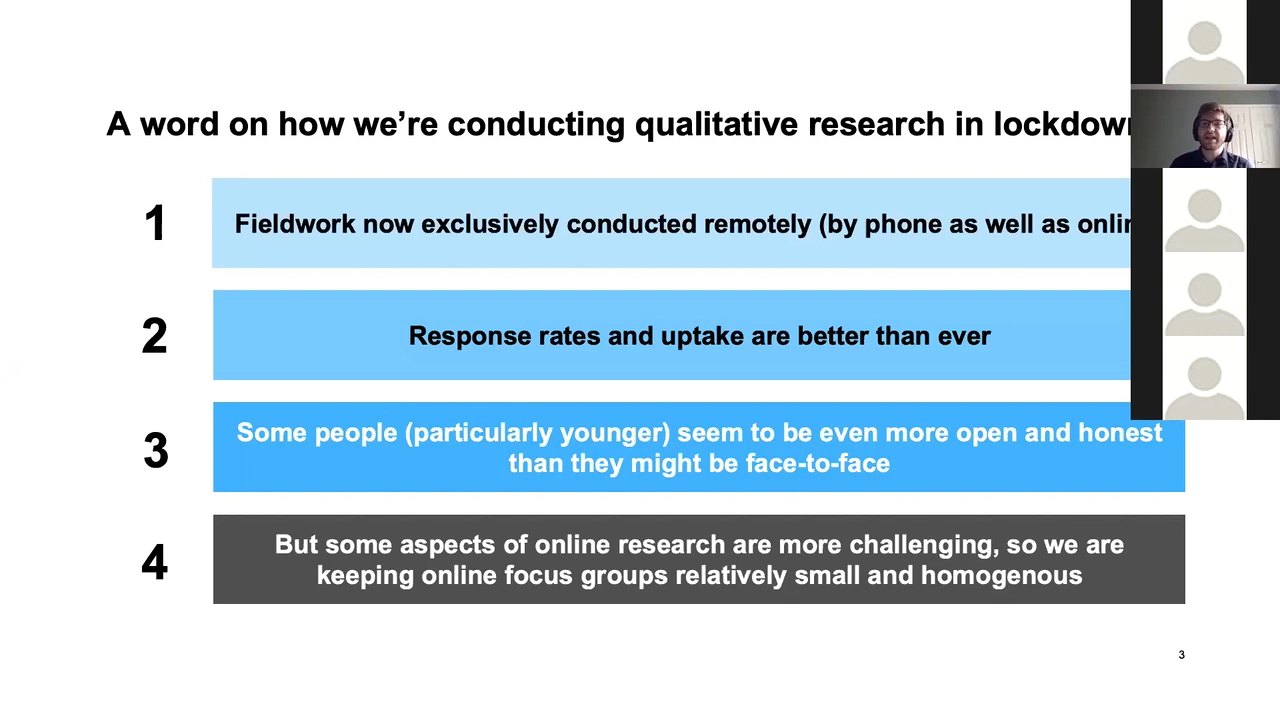 A word on how we're conducting qualitative research in
1
Fieldwork now exclusively conducted remotely (by phone as well as
2
Response rates and uptake are better than ever
3
Some people (particularly younger) seem to be even more open and honest
than they might be face-to-face
4
But some aspects of online research are more challenging, so we are
keeping online focus groups relatively small and homogenous
3